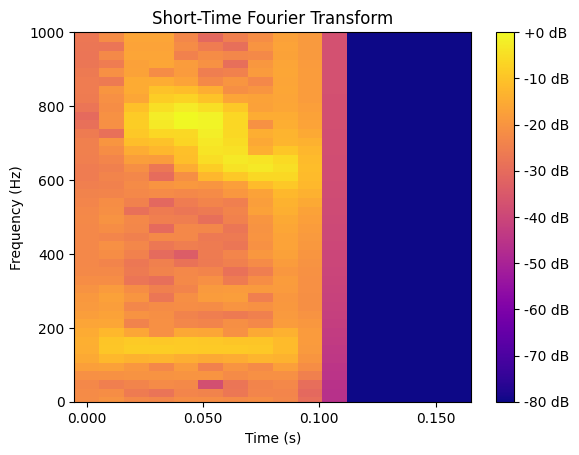 Short-Time Fourier Transform
1000
800
600
400
200
0
Frequency (Hz)
0.000
0.050
0.100
0.150
Time (s)
+0 dB
-10 dB
-20 dB
-30 dB
-40 dB
-50 dB
-60 dB
-70 dB
-80 dB